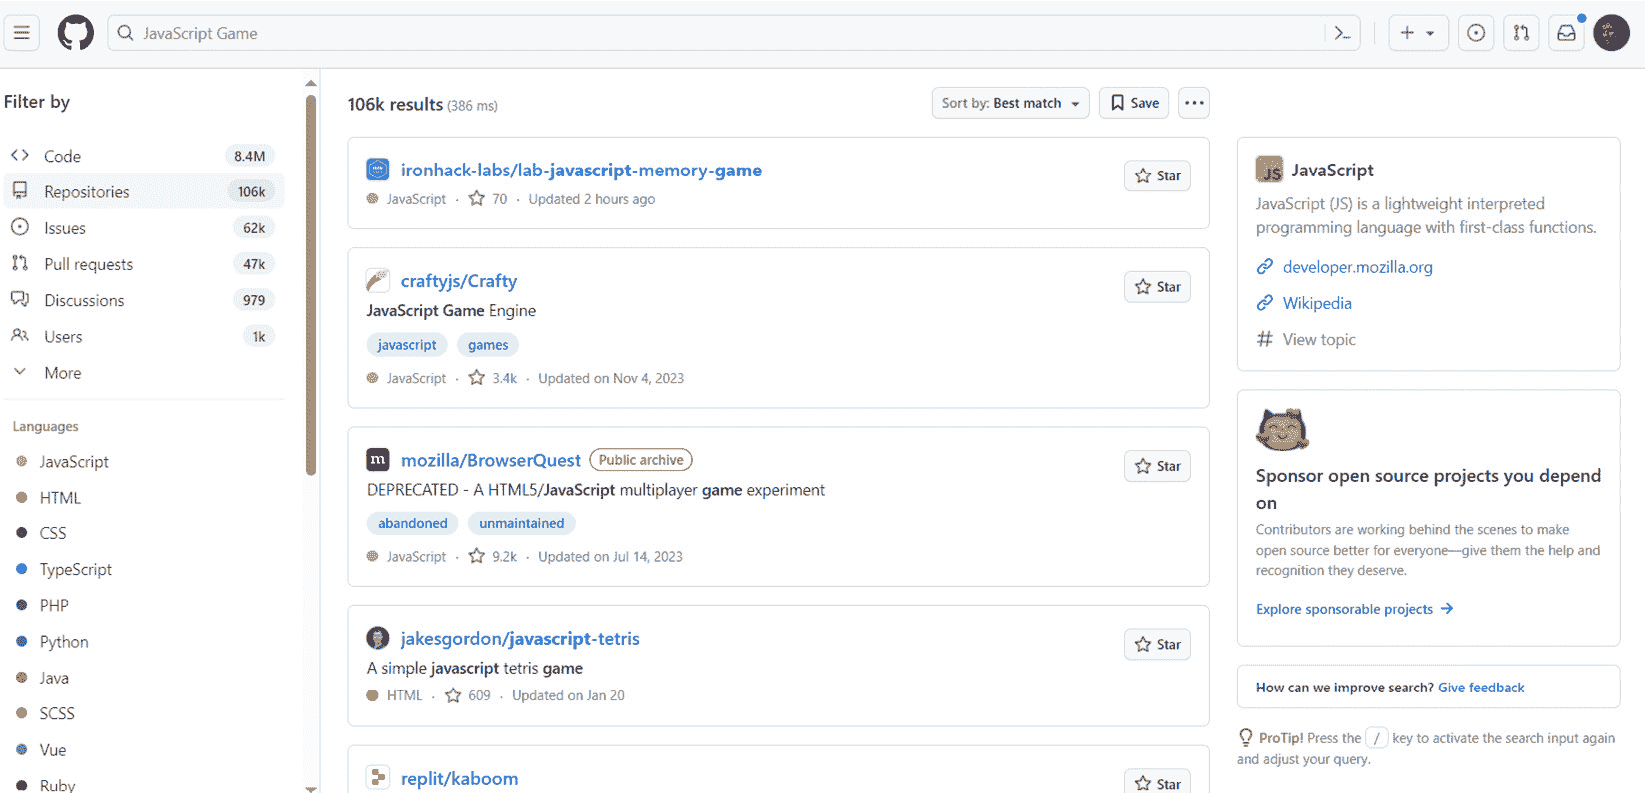 JavaScript Game
Filter by
Code 8.4M
Repositories 106k
Issues 62k
Pull requests 47k
Discussions 979
Users 1k
More
Languages
JavaScript
HTML
CSS
TypeScript
PHP
Python
Java
SCSS
Vue
Ruby
106k results (386 ms)
Sort by: Best match
Save
ironhack-labs/lab-javascript-memory-game
Star
JavaScript · 70 · Updated 2 hours ago
craftyjs/Crafty
Star
JavaScript Game Engine
javascript games
JavaScript · 3.4k · Updated on Nov 4, 2023
m
mozilla/BrowserQuest Public archive
Star
DEPRECATED - A HTML5/JavaScript multiplayer game experiment
abandoned unmaintained
JavaScript · 9.2k · Updated on Jul 14, 2023
jakesgordon/javascript-tetris
Star
A simple javascript tetris game
HTML · 609 · Updated on Jan 20
replit/kaboom
Star
JS JavaScript
JavaScript (JS) is a lightweight interpreted
programming language with first-class functions.
developer.mozilla.org
Wikipedia
# View topic
Sponsor open source projects you depend
on
Contributors are working behind the scenes to make
open source better for everyone—give them the help and
recognition they deserve.
Explore sponsorable projects →
How can we improve search? Give feedback
ProTip! Press the / key to activate the search input again
and adjust your query.